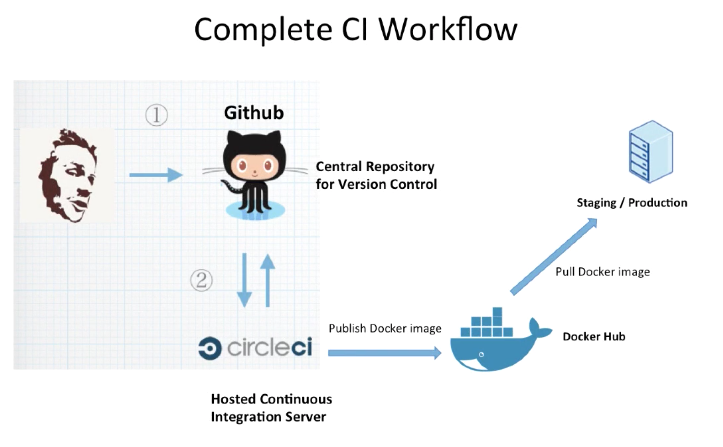 Complete CI Workflow
①
Github
Central Repository
for Version Control
Staging / Production
②
Pull Docker image
Publish Docker image
circleci
Docker Hub
Hosted Continuous
Integration Server